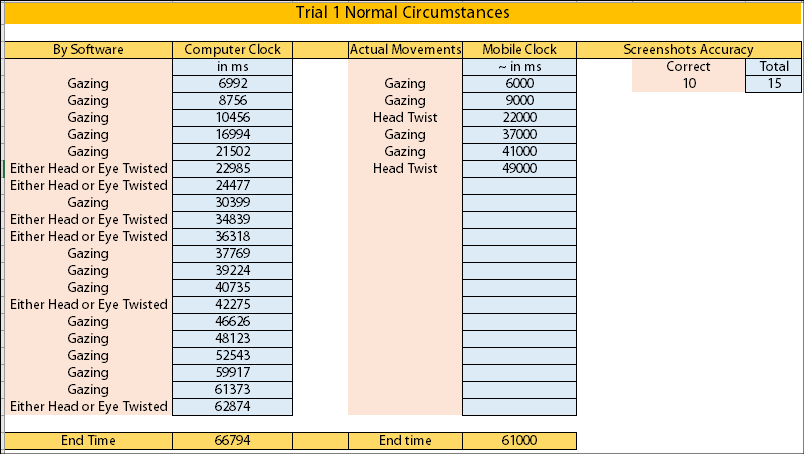 Trial 1 Normal Circumstances
By Software Computer Clock Actual Movements Mobile Clock Screenshots Accuracy
in ms ~ in ms Correct Total
Gazing 6992 Gazing 6000 10 15
Gazing 8756 Gazing 9000
Gazing 10456 Head Twist 22000
Gazing 16994 Gazing 37000
Gazing 21502 Gazing 41000
Either Head or Eye Twisted 22985 Head Twist 49000
Either Head or Eye Twisted 24477
Gazing 30399
Either Head or Eye Twisted 34839
Either Head or Eye Twisted 36318
Gazing 37769
Gazing 39224
Gazing 40735
Either Head or Eye Twisted 42275
Gazing 46626
Gazing 48123
Gazing 52543
Gazing 59917
Gazing 61373
Either Head or Eye Twisted 62874
End Time 66794 End time 61000